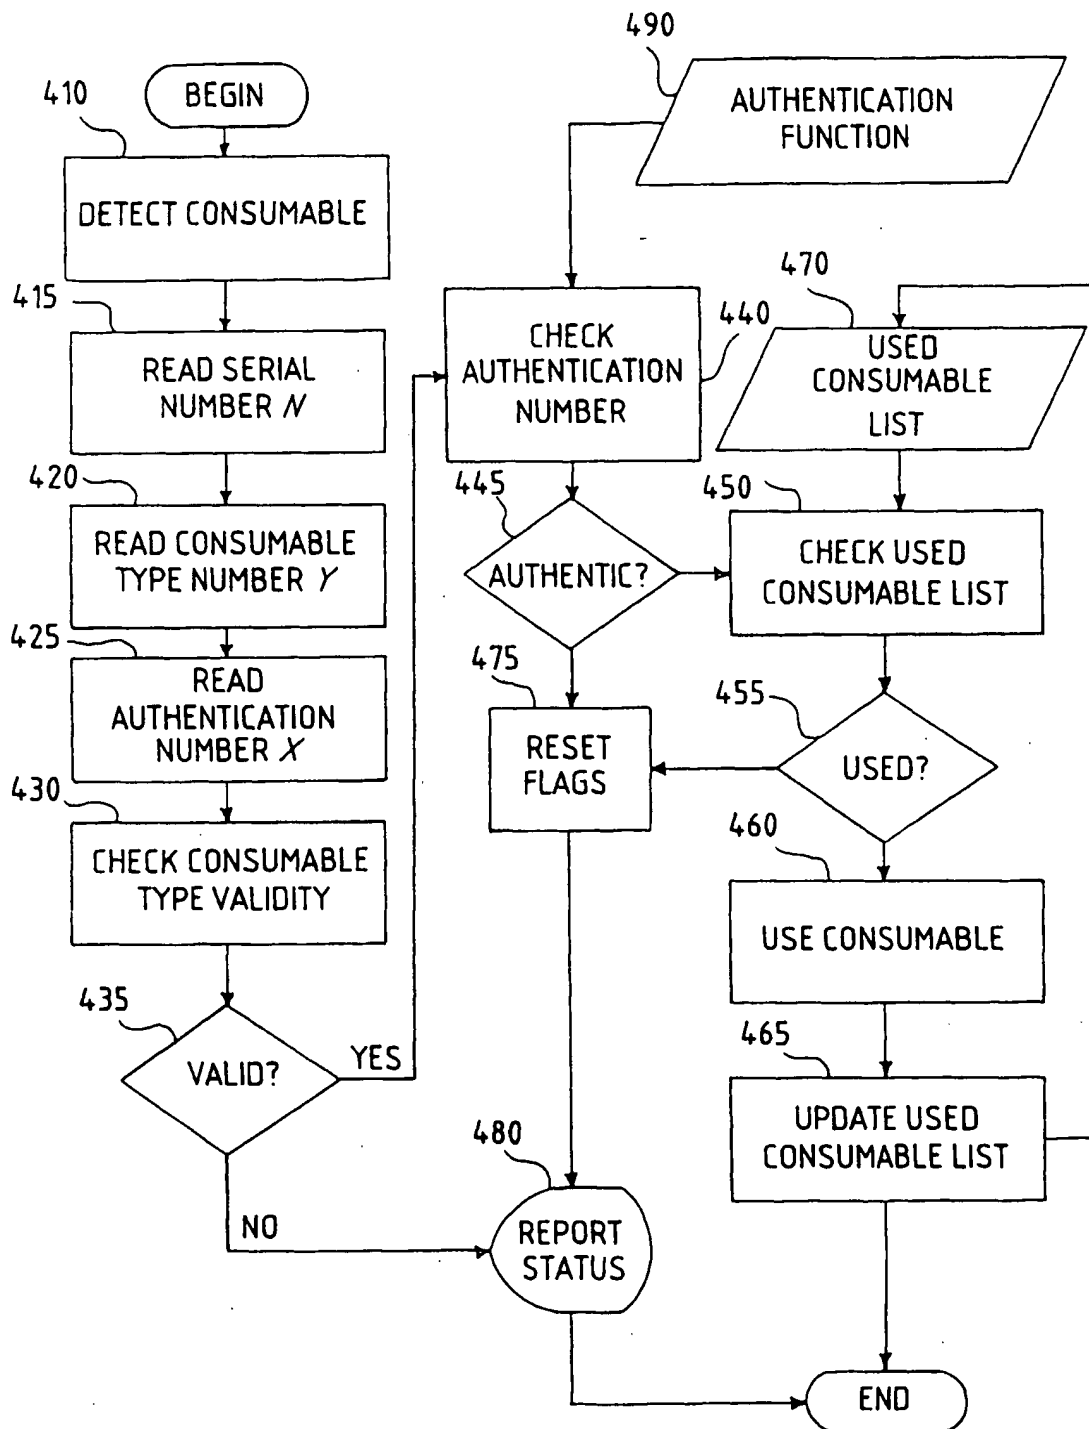 BEGIN
410
DETECT CONSUMABLE
415
READ SERIAL
NUMBER N
420
READ CONSUMABLE
TYPE NUMBER Y
425
READ
AUTHENTICATION
NUMBER X
430
CHECK CONSUMABLE
TYPE VALIDITY
435
VALID?
YES
NO
490
AUTHENTICATION
FUNCTION
CHECK
AUTHENTICATION
NUMBER
440
445
AUTHENTIC?
475
RESET
FLAGS
480
REPORT
STATUS
470
USED
CONSUMABLE
LIST
450
CHECK USED
CONSUMABLE LIST
455
USED?
460
USE CONSUMABLE
465
UPDATE USED
CONSUMABLE LIST
END